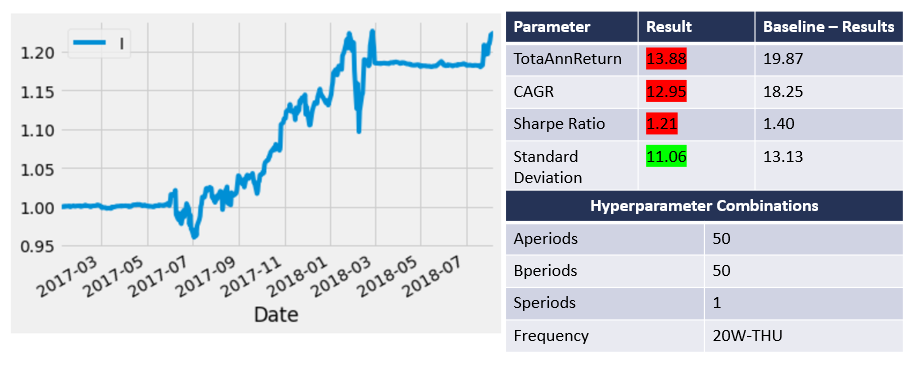 I
1.20
1.15
1.10
1.05
1.00
0.95
2017-03
2017-05
2017-07
2017-09
2017-11
2018-01
2018-03
2018-05
2018-07
Date
Parameter Result Baseline – Results
TotaAnnReturn 13.88 19.87
CAGR 12.95 18.25
Sharpe Ratio 1.21 1.40
Standard 11.06 13.13
Deviation
Hyperparameter Combinations
Aperiods 50
Bperiods 50
Speriods 1
Frequency 20W-THU